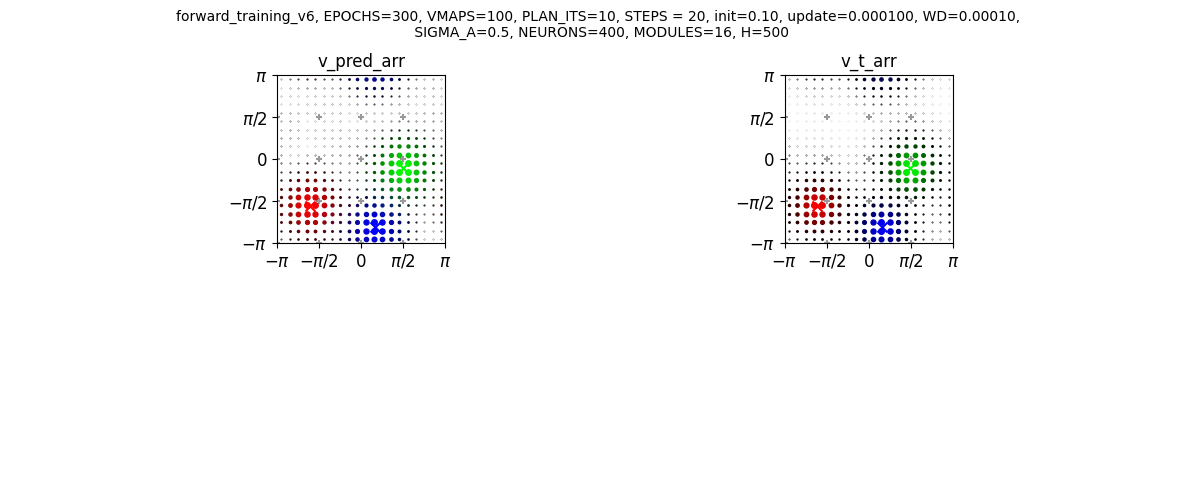 forward_training_v6, EPOCHS=300, VMAPS=100, PLAN_ITS=10, STEPS = 20, init=0.10, update=0.000100, WD=0.00010,
SIGMA_A=0.5, NEURONS=400, MODULES=16, H=500
v_pred_arr
π
π/2
0
−π/2
−π
−π
−π/2
0
π/2
π
v_t_arr
π
π/2
0
−π/2
−π
−π
−π/2
0
π/2
π